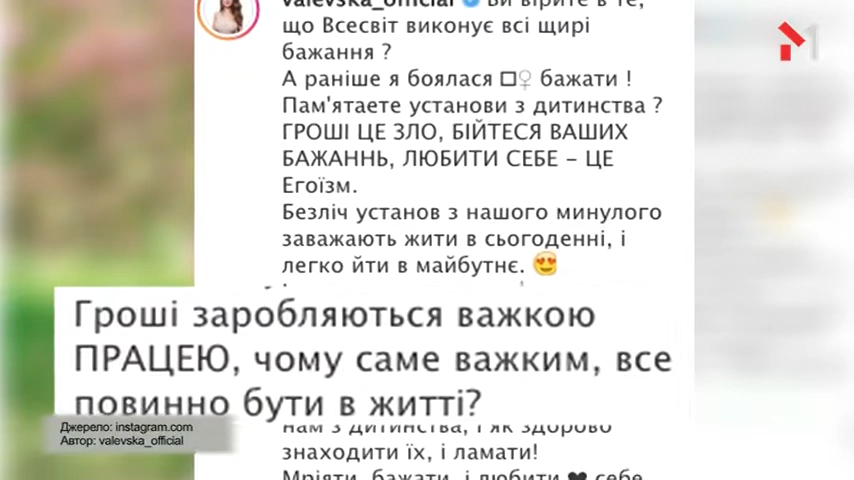 valevska_official Ви вірите в те,
що Всесвіт виконує всі щирі
бажання ?
А раніше я боялася ♀ бажати !
Пам'ятаете установи з дитинства ?
ГРОШІ ЦЕ ЗЛО, БІЙТЕСЯ ВАШИХ
БАЖАННЬ, ЛЮБИТИ СЕБЕ – ЦЕ
Егоїзм.
Безліч установ з нашого минулого
заважають жити в сьогоденні, і
легко йти в майбутнє. 😍
Гроші заробляються важкою
ПРАЦЕЮ, чому саме важким, все
повинно бути в житті?
нам з дитинства, і як здорово
знаходити їх, і ламати!
Мріяти, бажати, і любити ❤ себе
Джерело: instagram.com
Автор: valevska_official
М1